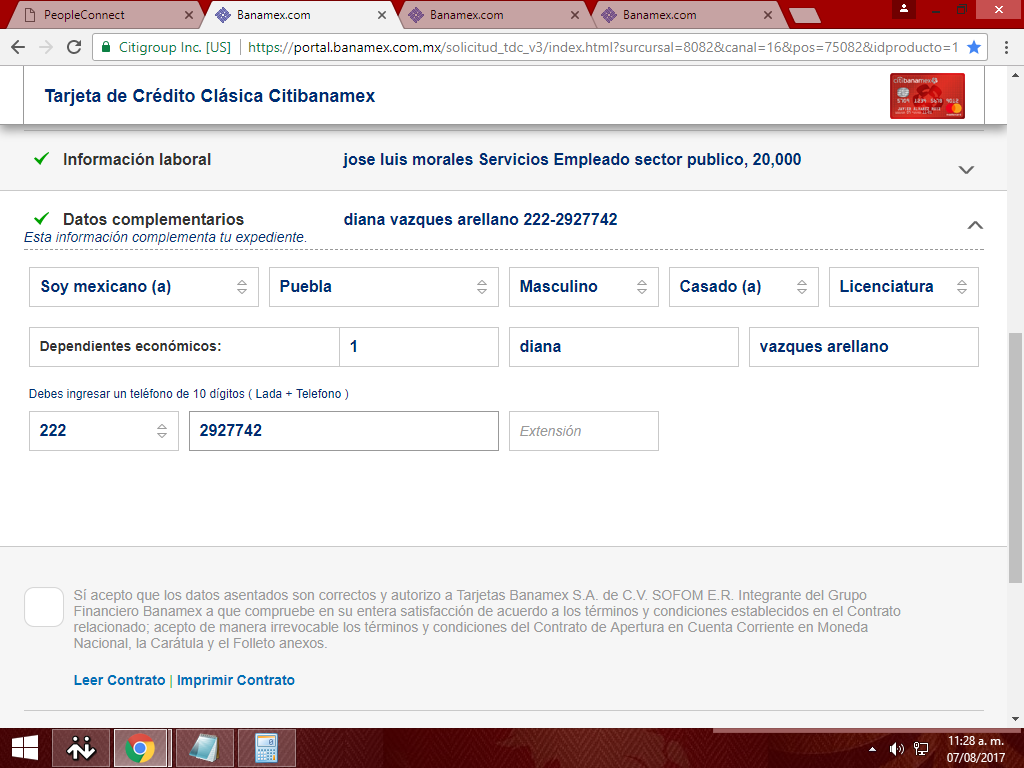 PeopleConnect
Banamex.com
Banamex.com
Banamex.com
Citigroup Inc. [US] https://portal.banamex.com.mx/solicitud_tdc_v3/index.html?surcursal=8082&canal=16&pos=75082&idproducto=1
Tarjeta de Crédito Clásica Citibanamex
citibanamex
Información laboral jose luis morales Servicios Empleado sector publico, 20,000
Datos complementarios diana vazques arellano 222-2927742
Esta información complementa tu expediente.
Soy mexicano (a) Puebla Masculino Casado (a) Licenciatura
Dependientes económicos: 1 diana vazques arellano
Debes ingresar un teléfono de 10 dígitos ( Lada + Telefono )
222 2927742 Extensión
Sí acepto que los datos asentados son correctos y autorizo a Tarjetas Banamex S.A. de C.V. SOFOM E.R. Integrante del Grupo
Financiero Banamex a que compruebe en su entera satisfacción de acuerdo a los términos y condiciones establecidos en el Contrato
relacionado; acepto de manera irrevocable los términos y condiciones del Contrato de Apertura en Cuenta Corriente en Moneda
Nacional, la Carátula y el Folleto anexos.
Leer Contrato | Imprimir Contrato
11:28 a. m.
07/08/2017